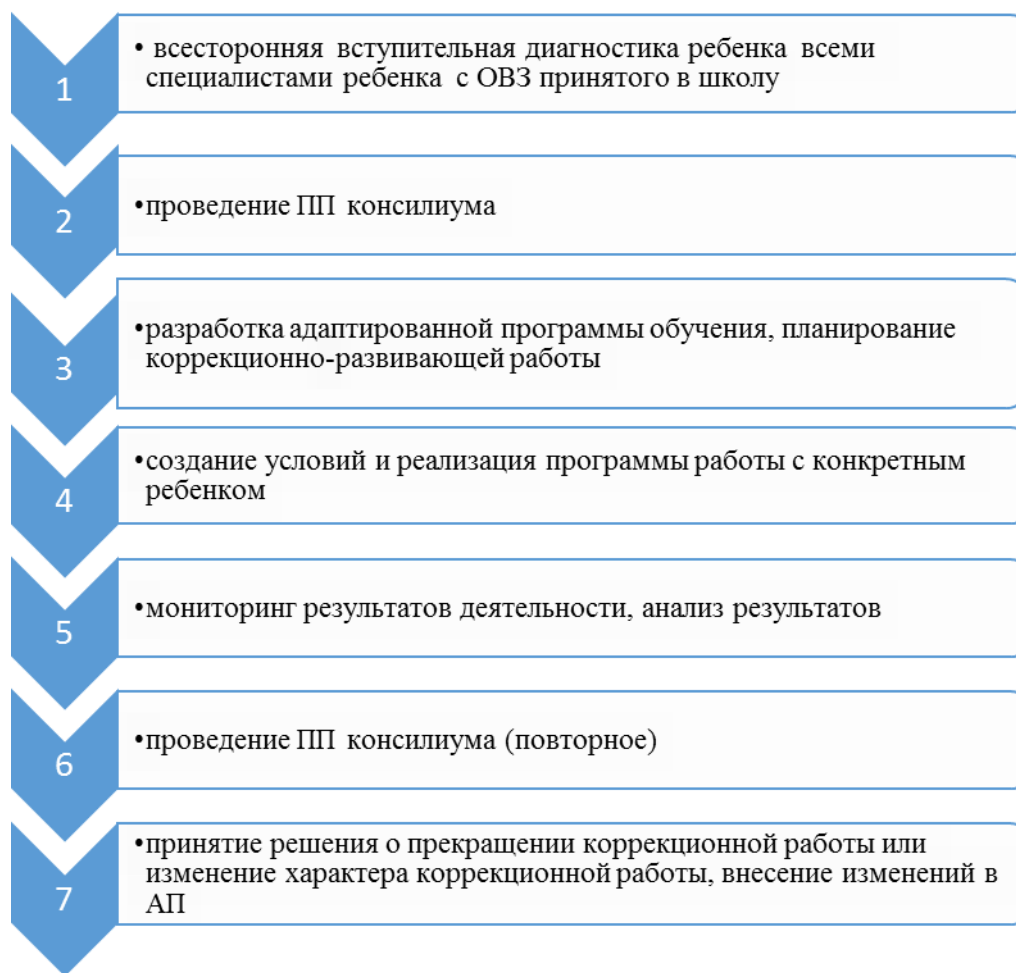 1
• всесторонняя вступительная диагностика ребенка всеми
специалистами ребенка с ОВЗ принятого в школу
2
•проведение ПП консилиума
3
•разработка адаптированной программы обучения, планирование
коррекционно-развивающей работы
4
•создание условий и реализация программы работы с конкретным
ребенком
5
•мониторинг результатов деятельности, анализ результатов
6
•проведение ПП консилиума (повторное)
7
•принятие решения о прекращении коррекционной работы или
изменение характера коррекционной работы, внесение изменений в
АП